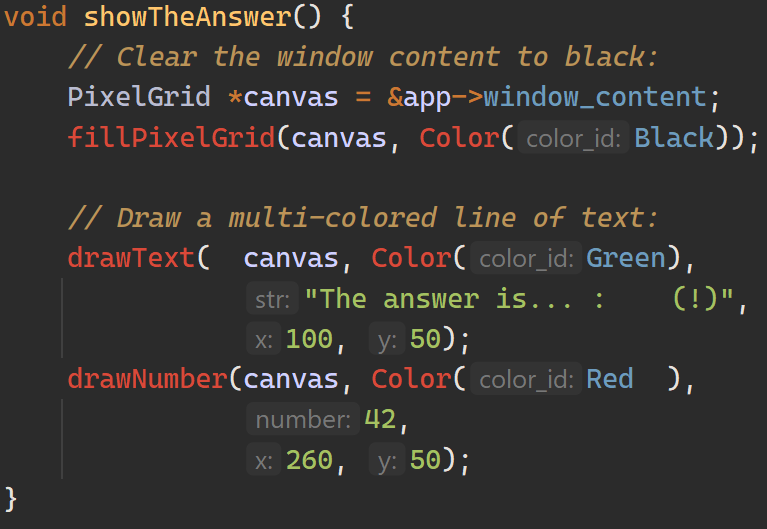 void showTheAnswer() {
// Clear the window content to black:
PixelGrid *canvas = &app->window_content;
fillPixelGrid(canvas, Color( color_id: Black));
// Draw a multi-colored line of text:
drawText(  canvas, Color( color_id: Green),
str: "The answer is... :    (!)",
x: 100, y: 50);
drawNumber(canvas, Color( color_id: Red  ),
number: 42,
x: 260, y: 50);
}